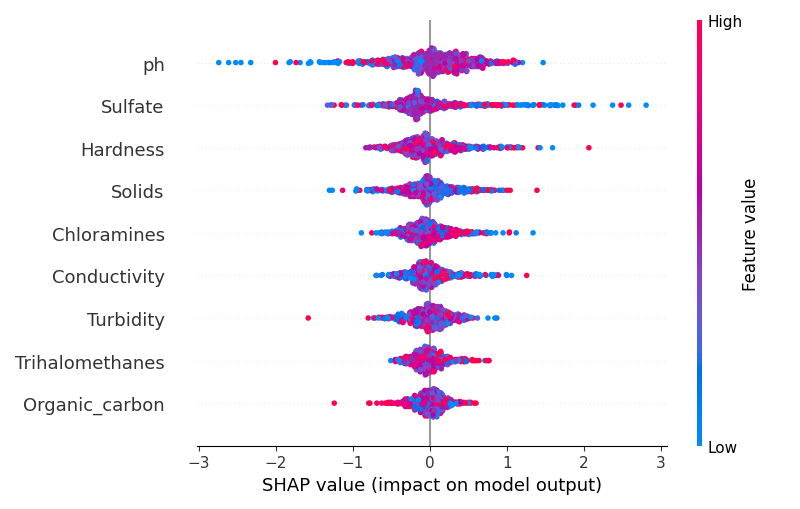 High
ph
Sulfate
Hardness
Solids
Chloramines
Conductivity
Turbidity
Trihalomethanes
Organic_carbon
Feature value
Low
−3 −2 −1 0 1 2 3
SHAP value (impact on model output)